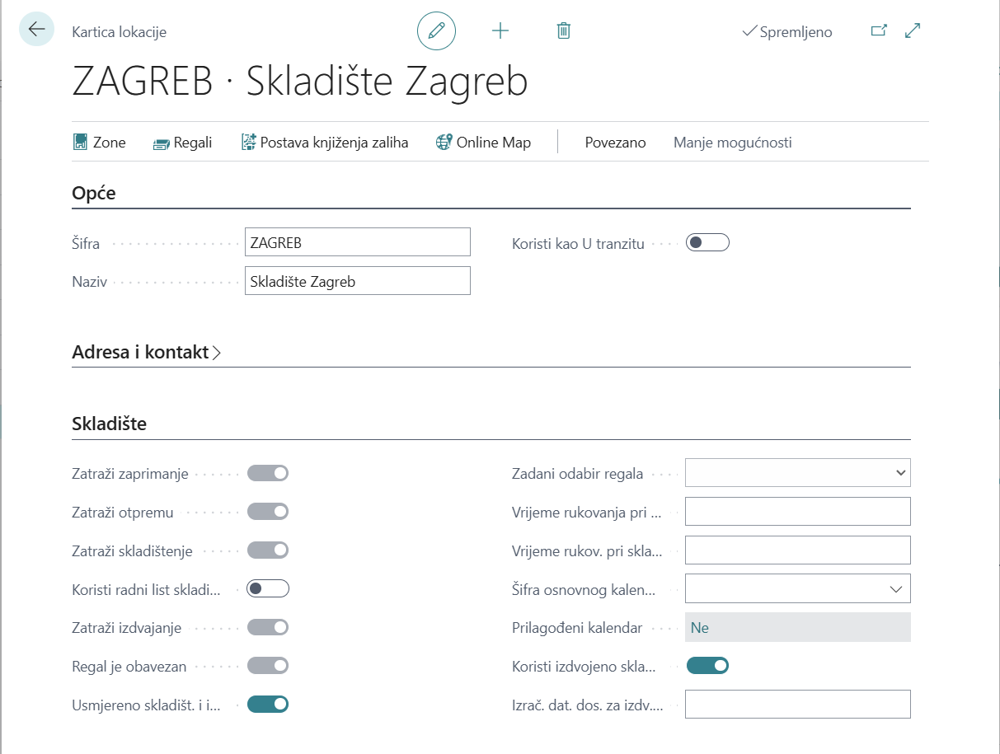 Kartica lokacije
Spremljeno
ZAGREB · Skladište Zagreb
Zone Regali Postava knjiženja zaliha Online Map Povezano Manje mogućnosti
Opće
Šifra ZAGREB Koristi kao U tranzitu
Naziv Skladište Zagreb
Adresa i kontakt
Skladište
Zatraži zaprimanje Zadani odabir regala
Zatraži otpremu Vrijeme rukovanja pri ...
Zatraži skladištenje Vrijeme rukov. pri skla...
Koristi radni list skladi... Šifra osnovnog kalen...
Zatraži izdvajanje Prilagođeni kalendar Ne
Regal je obavezan Koristi izdvojeno skla...
Usmjereno skladišt. i i... Izrač. dat. dos. za izdv....